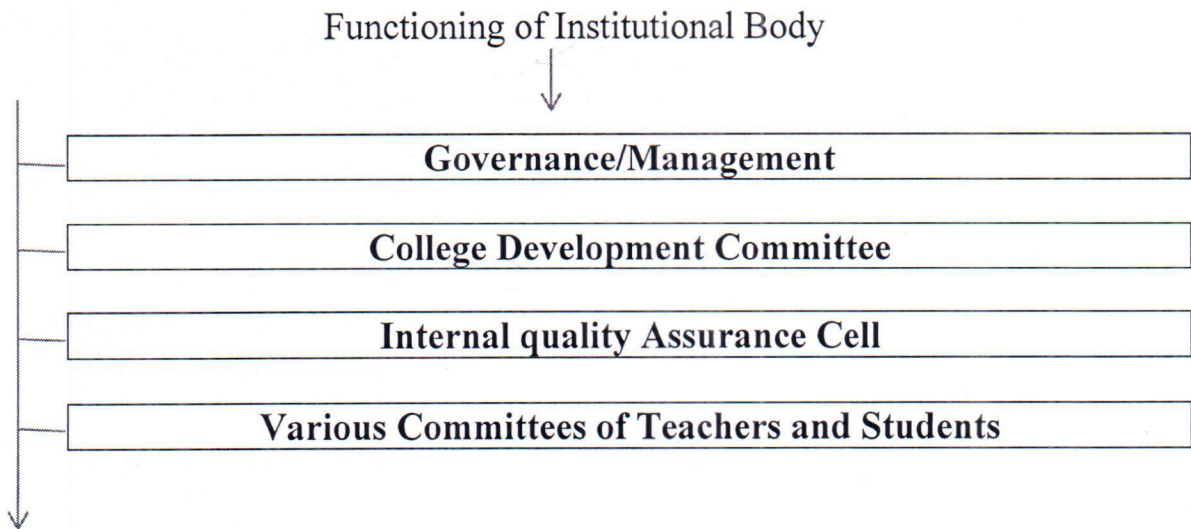 Functioning of Institutional Body
Governance/Management
College Development Committee
Internal quality Assurance Cell
Various Committees of Teachers and Students